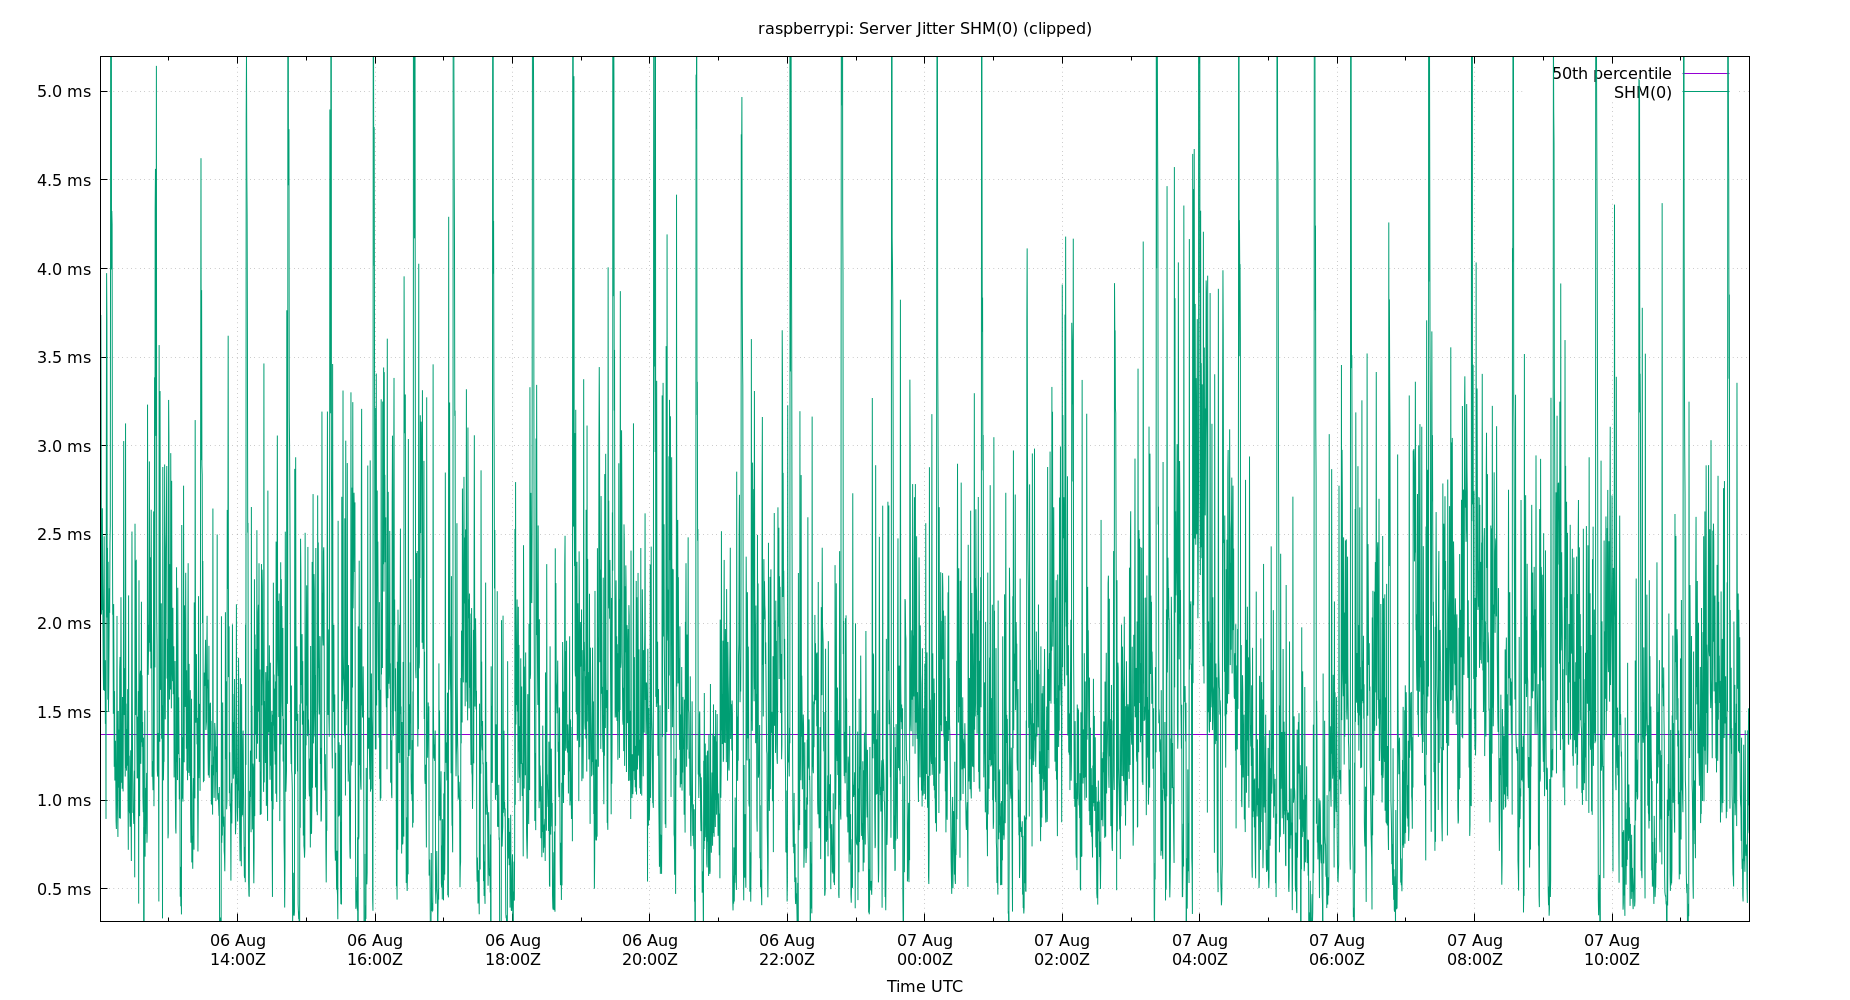 raspberrypi: Server Jitter SHM(0) (clipped)
50th percentile
SHM(0)
5.0 ms
4.5 ms
4.0 ms
3.5 ms
3.0 ms
2.5 ms
2.0 ms
1.5 ms
1.0 ms
0.5 ms
06 Aug 06 Aug 06 Aug 06 Aug 06 Aug 07 Aug 07 Aug 07 Aug 07 Aug 07 Aug 07 Aug
14:00Z 16:00Z 18:00Z 20:00Z 22:00Z 00:00Z 02:00Z 04:00Z 06:00Z 08:00Z 10:00Z
Time UTC